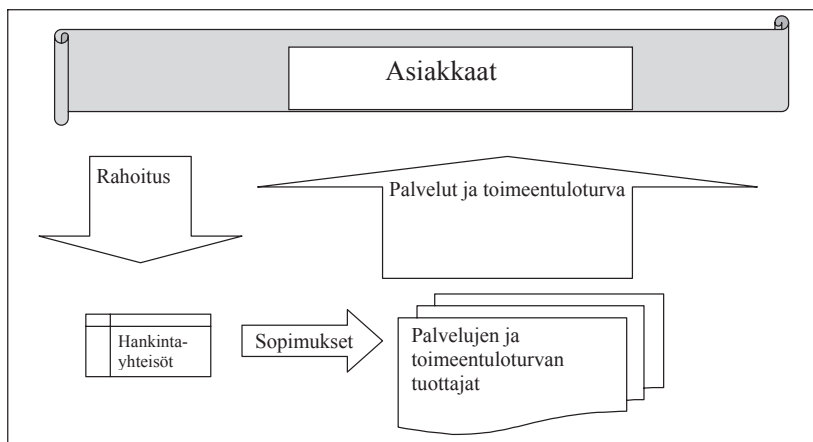 Asiakkaat
Rahoitus
Palvelut ja toimeentuloturva
Hankinta-
yhteisöt
Sopimukset
Palvelujen ja
toimeentuloturvan
tuottajat